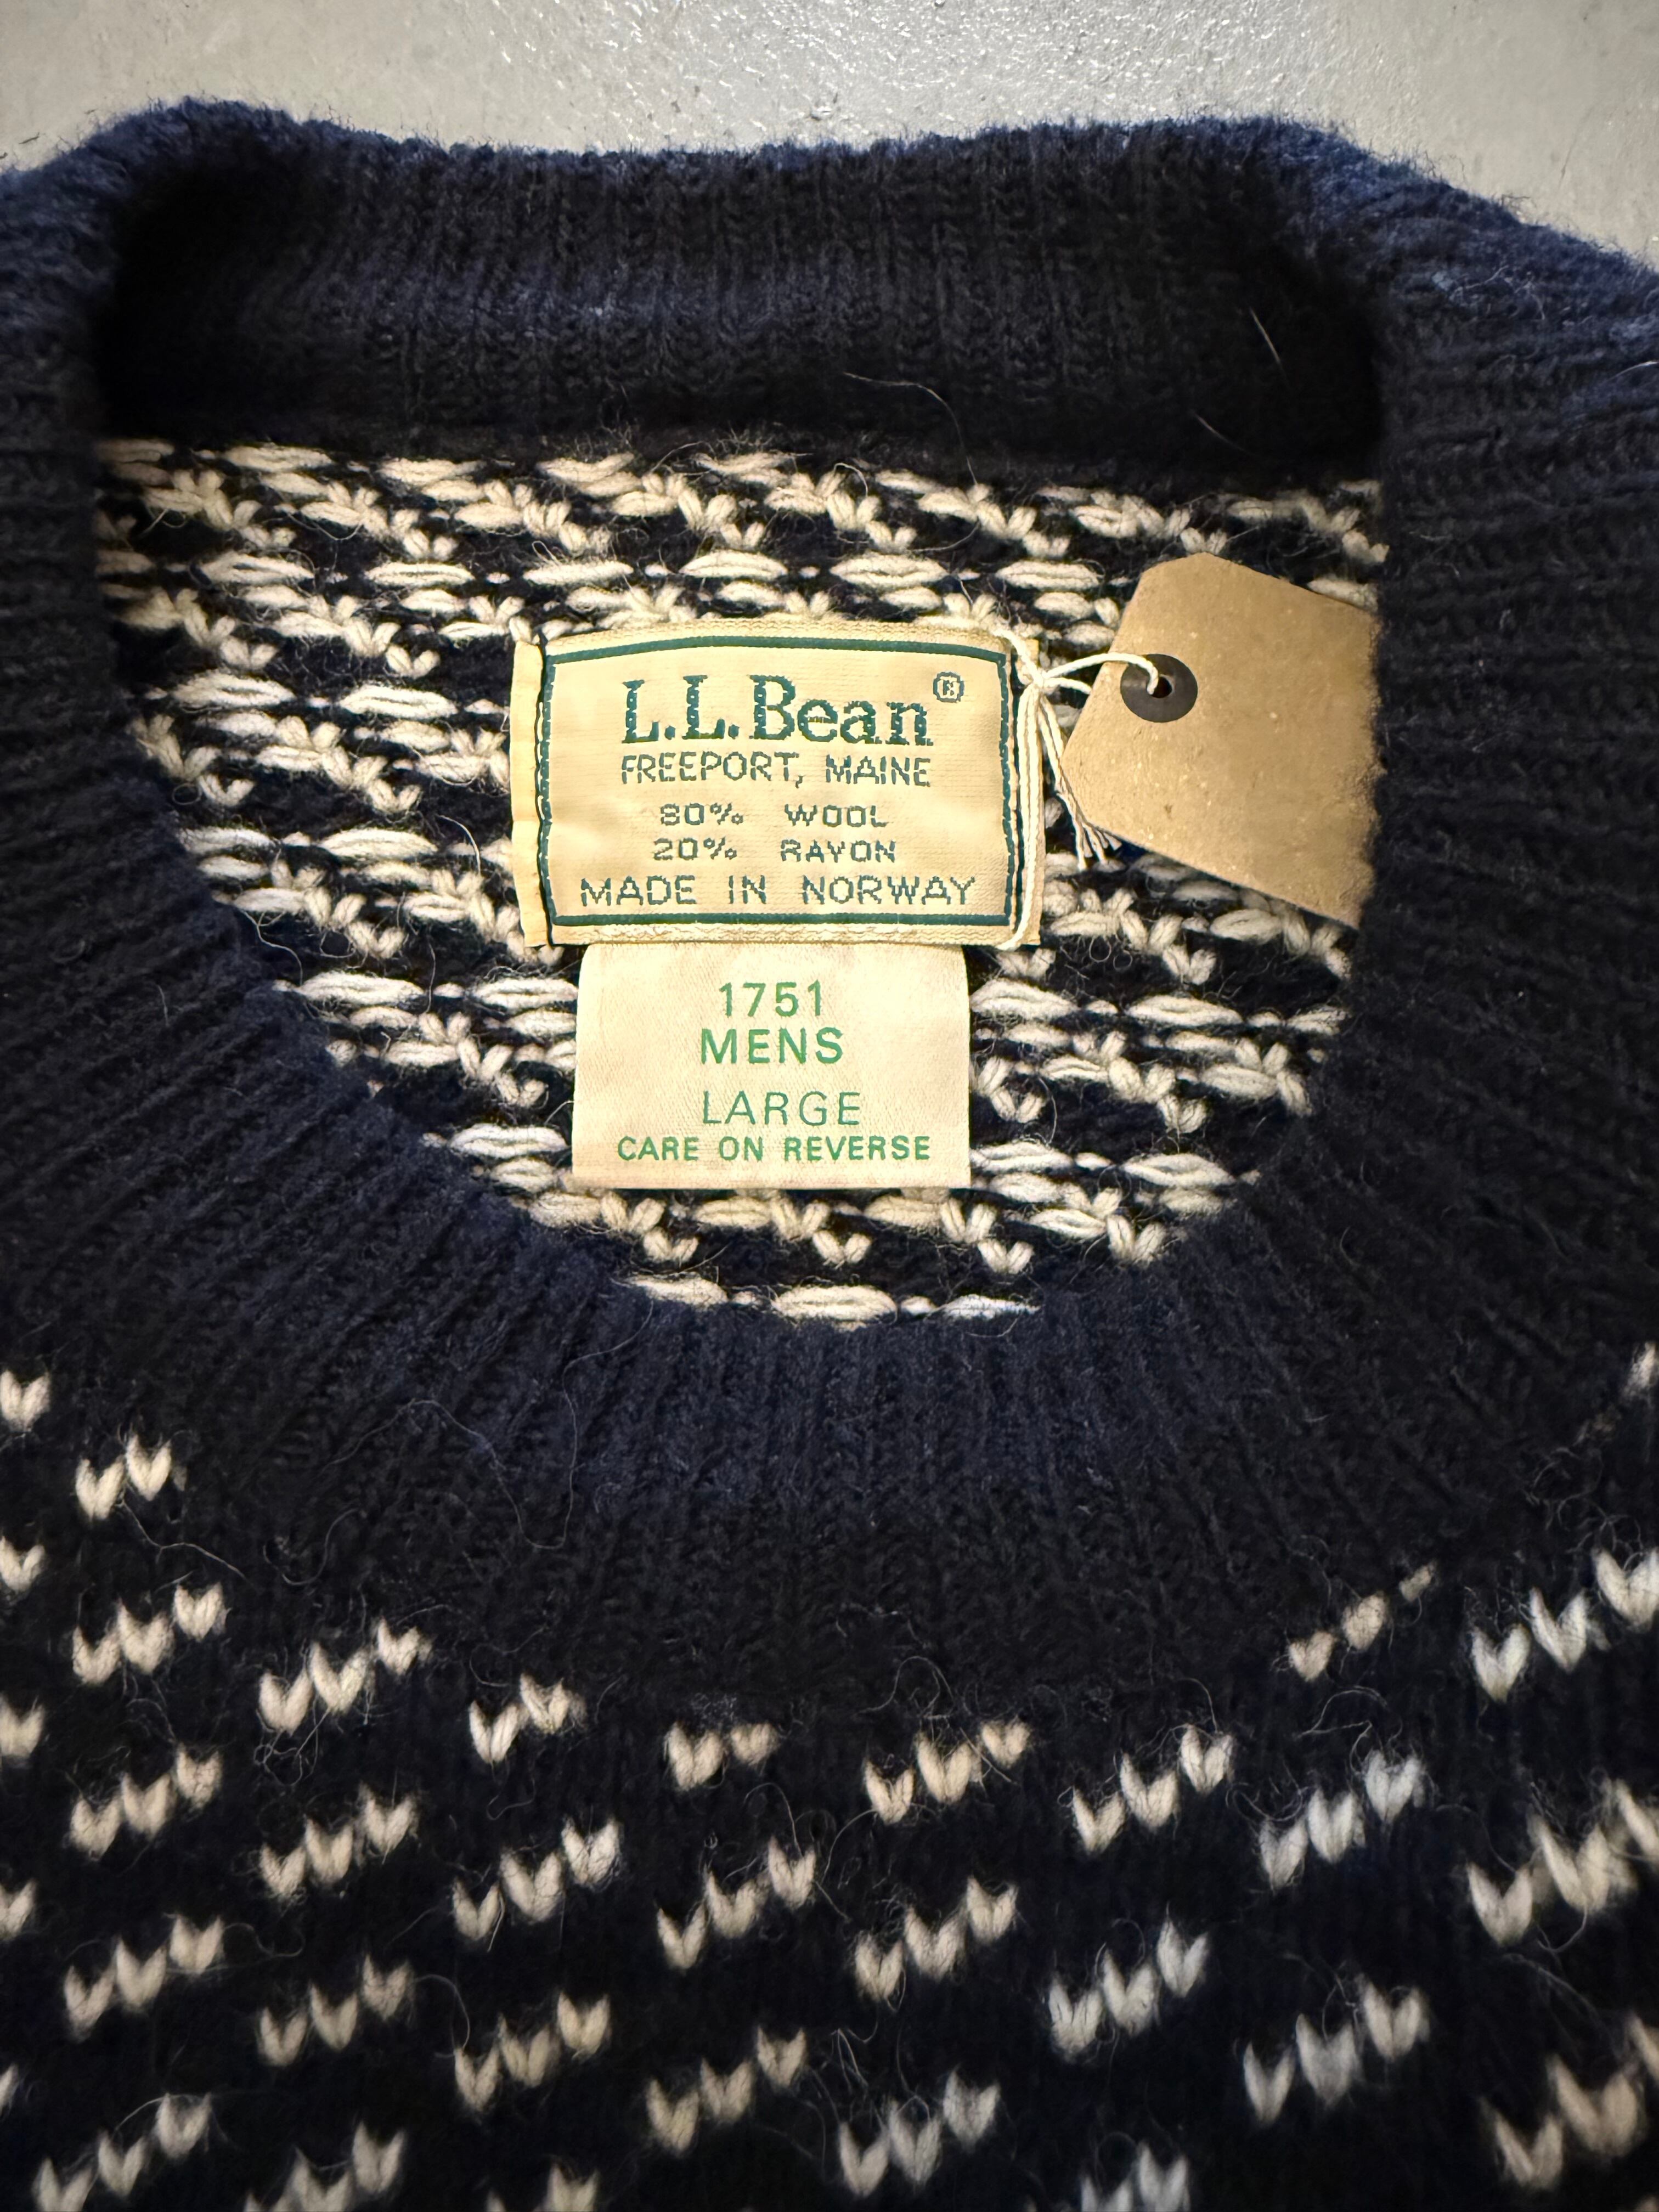 L.L.Bean®
FREEPORT, MAINE
80% WOOL
20% RAYON
MADE IN NORWAY
1751
MENS
LARGE
CARE ON REVERSE